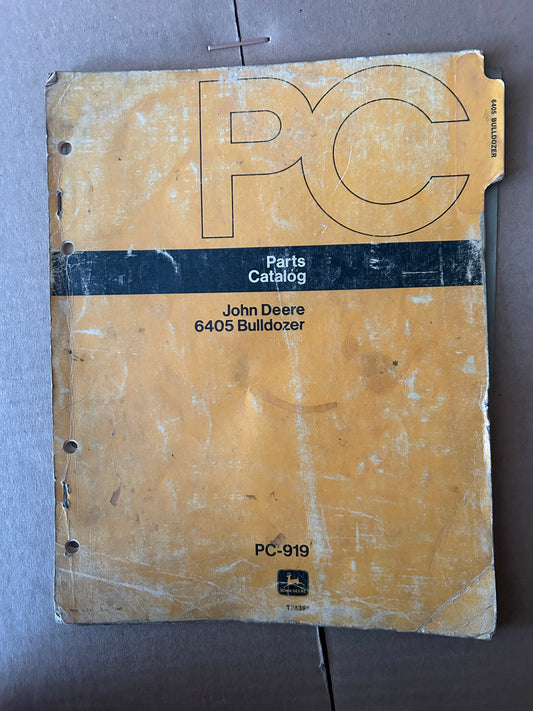 PC
6405 BULLDOZER
Parts
Catalog
John Deere
6405 Bulldozer
PC-919
JOHN DEERE